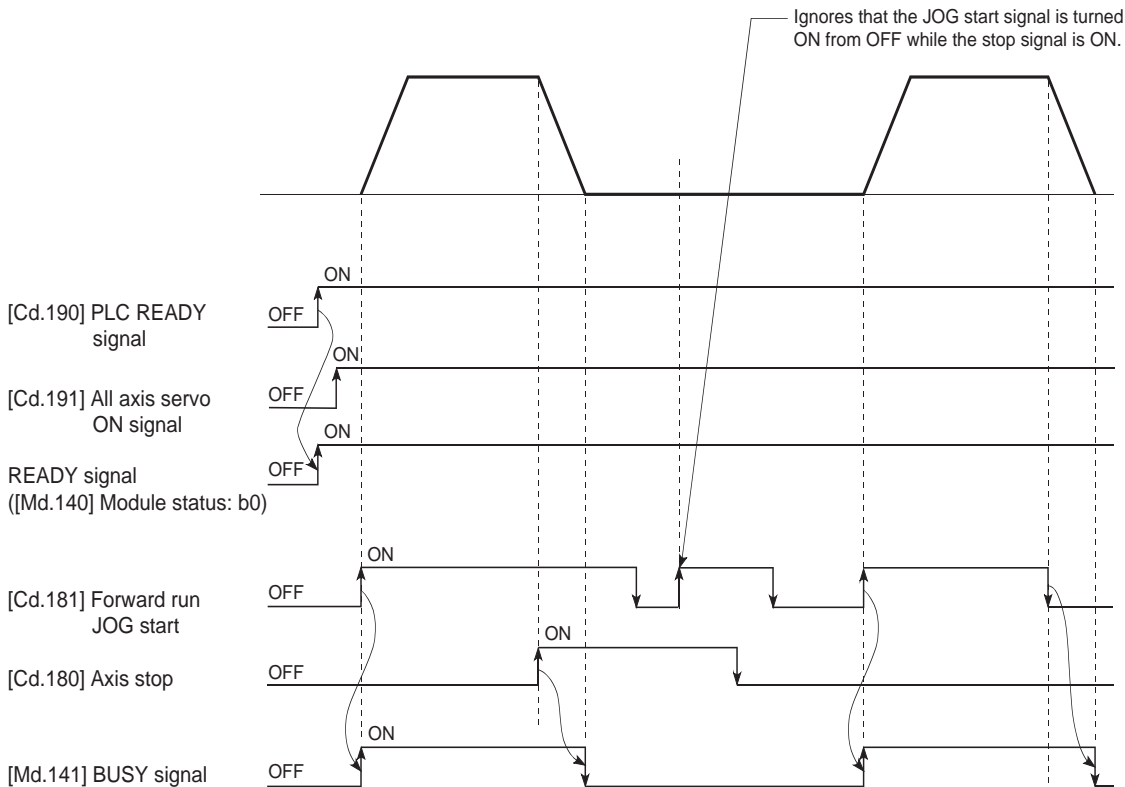 Ignores that the JOG start signal is turned
ON from OFF while the stop signal is ON.
ON
[Cd.190] PLC READY
signal
OFF
ON
[Cd.191] All axis servo
ON signal
OFF
ON
READY signal
([Md.140] Module status: b0)
OFF
ON
[Cd.181] Forward run
JOG start
OFF
ON
[Cd.180] Axis stop
OFF
ON
[Md.141] BUSY signal
OFF